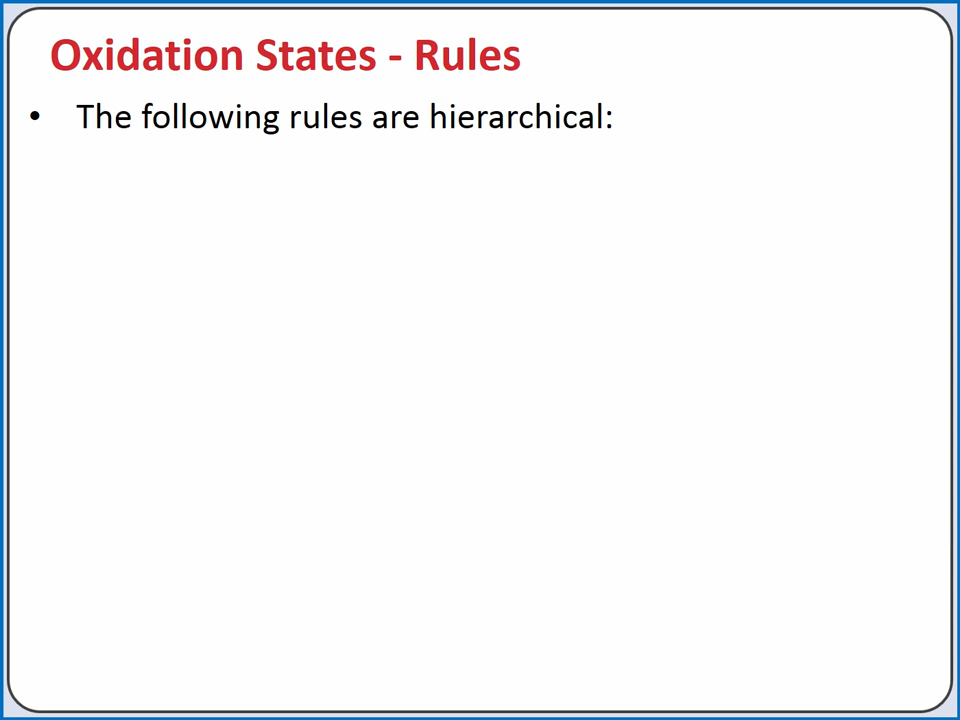 Oxidation States - Rules
• The following rules are hierarchical: